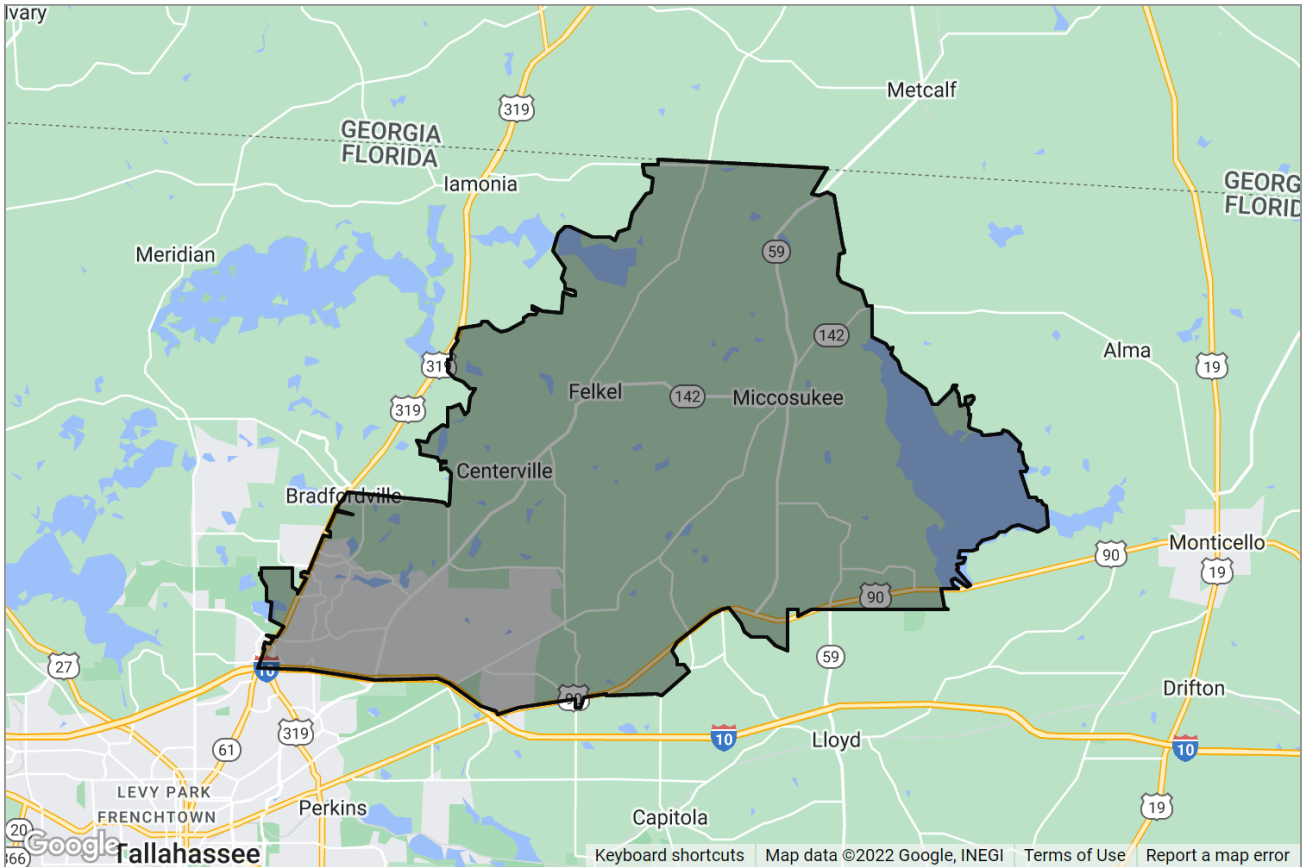 lvary
Metcalf
319
GEORGIA
FLORIDA
Iamonia
GEORG
FLORID
Meridian
59
142
319
Alma
19
319
Felkel
142
Miccosukee
Centerville
Bradfordville
90
Monticello
19
90
27
10
59
90
Drifton
319
61
10
Lloyd
10
LEVY PARK
FRENCHTOWN
Perkins
19
Capitola
20
366
Google
Tallahassee
Keyboard shortcuts
Map data ©2022 Google, INEGI
Terms of Use
Report a map error